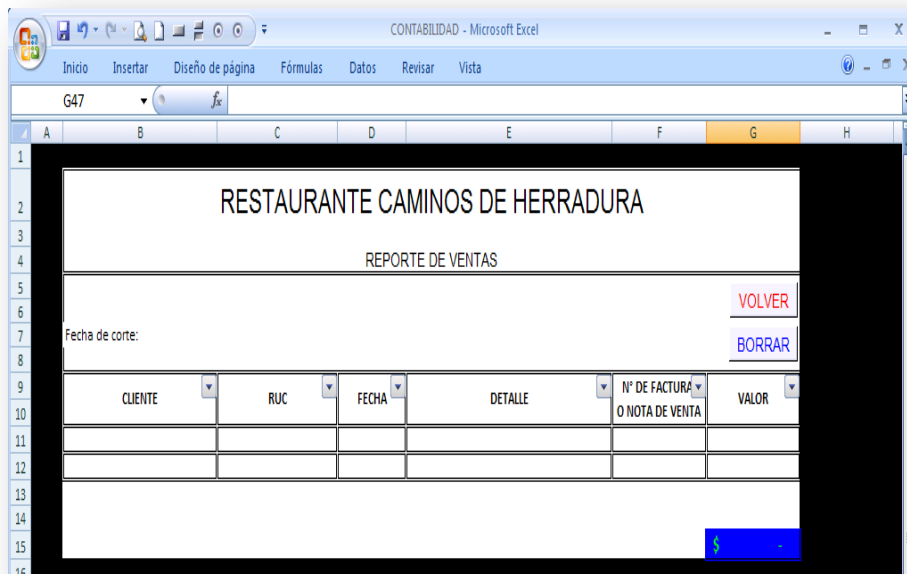 CONTABILIDAD - Microsoft Excel
Inicio Insertar Diseño de página Fórmulas Datos Revisar Vista
G47 fx
A B C D E F G H
1
2 RESTAURANTE CAMINOS DE HERRADURA
3
4 REPORTE DE VENTAS
5
6 VOLVER
7 Fecha de corte:
8 BORRAR
9 CLIENTE RUC FECHA DETALLE N° DE FACTURA VALOR
10 O NOTA DE VENTA
11
12
13
14
15 $ -
16